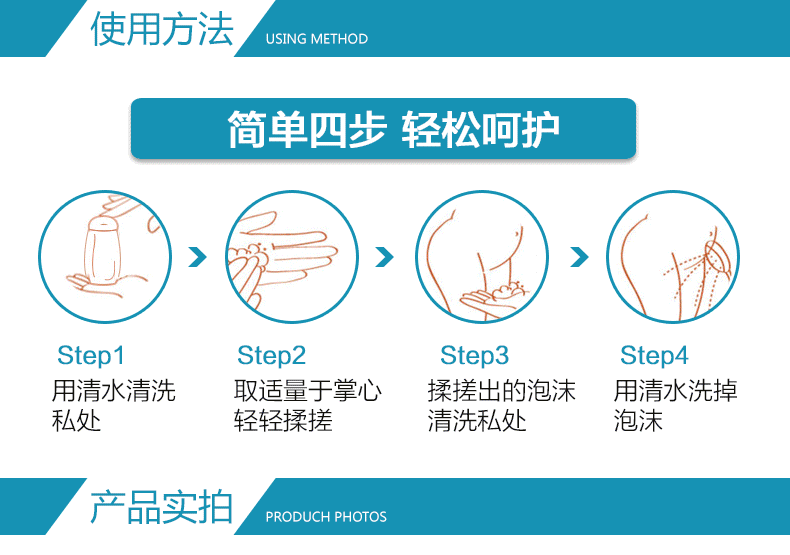 使用方法 USING METHOD
简单四步 轻松呵护
Step1
用清水清洗
私处
Step2
取适量于掌心
轻轻揉搓
Step3
揉搓出的泡沫
清洗私处
Step4
用清水洗掉
泡沫
产品实拍 PRODUCH PHOTOS